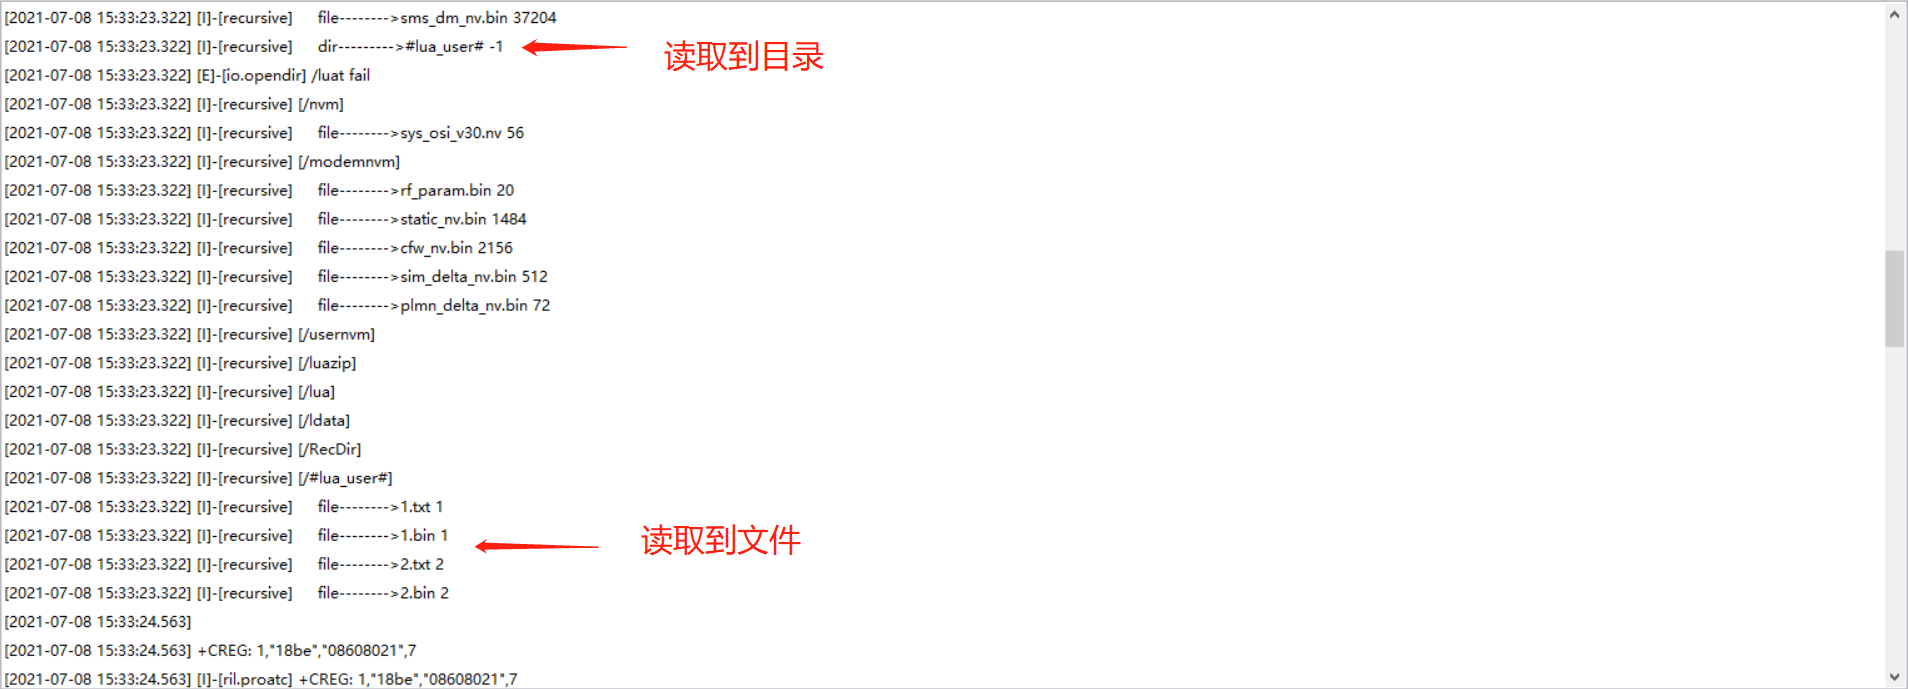 [2021-07-08 15:33:23.322] [I]-[recursive] file-------->sms_dm_nv.bin 37204
[2021-07-08 15:33:23.322] [I]-[recursive] dir--------->#lua_user# -1
读取到目录
[2021-07-08 15:33:23.322] [E]-[io.opendir] /luat fail
[2021-07-08 15:33:23.322] [I]-[recursive] [/nvm]
[2021-07-08 15:33:23.322] [I]-[recursive] file-------->sys_osi_v30.nv 56
[2021-07-08 15:33:23.322] [I]-[recursive] [/modemnvm]
[2021-07-08 15:33:23.322] [I]-[recursive] file-------->rf_param.bin 20
[2021-07-08 15:33:23.322] [I]-[recursive] file-------->static_nv.bin 1484
[2021-07-08 15:33:23.322] [I]-[recursive] file-------->cfw_nv.bin 2156
[2021-07-08 15:33:23.322] [I]-[recursive] file-------->sim_delta_nv.bin 512
[2021-07-08 15:33:23.322] [I]-[recursive] file-------->plmn_delta_nv.bin 72
[2021-07-08 15:33:23.322] [I]-[recursive] [/usernvm]
[2021-07-08 15:33:23.322] [I]-[recursive] [/luazip]
[2021-07-08 15:33:23.322] [I]-[recursive] [/lua]
[2021-07-08 15:33:23.322] [I]-[recursive] [/ldata]
[2021-07-08 15:33:23.322] [I]-[recursive] [/RecDir]
[2021-07-08 15:33:23.322] [I]-[recursive] [/#lua_user#]
[2021-07-08 15:33:23.322] [I]-[recursive] file-------->1.txt 1
[2021-07-08 15:33:23.322] [I]-[recursive] file-------->1.bin 1
读取到文件
[2021-07-08 15:33:23.322] [I]-[recursive] file-------->2.txt 2
[2021-07-08 15:33:23.322] [I]-[recursive] file-------->2.bin 2
[2021-07-08 15:33:24.563]
[2021-07-08 15:33:24.563] +CREG: 1,"18be","08608021",7
[2021-07-08 15:33:24.563] [I]-[ril.proatc] +CREG: 1,"18be","08608021",7